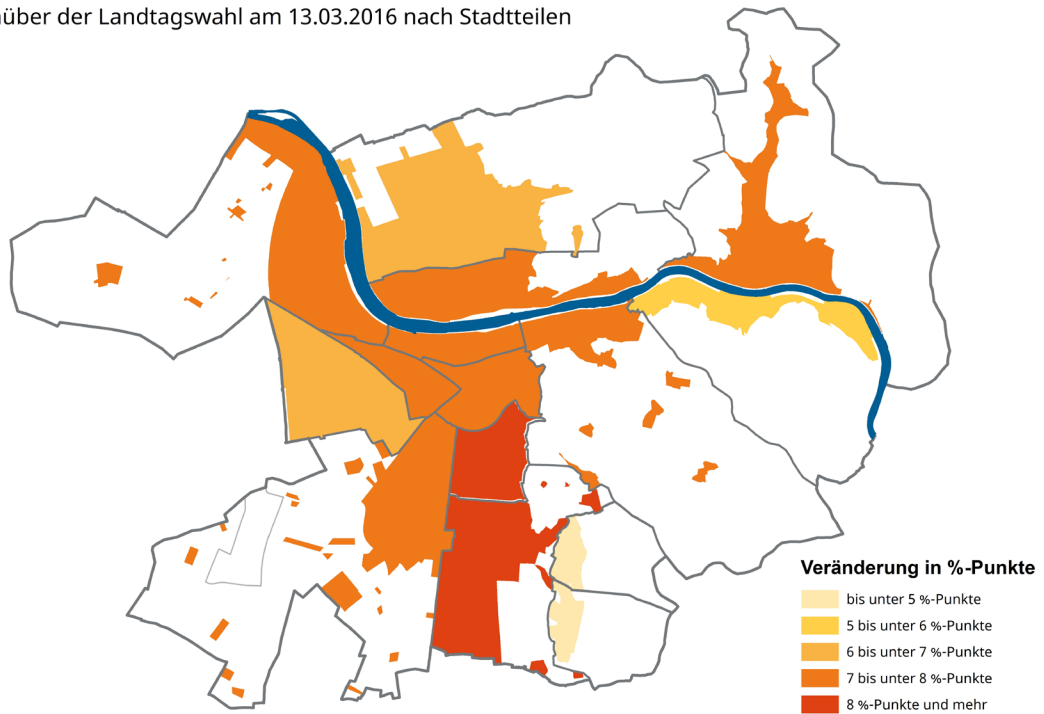 über der Landtagswahl am 13.03.2016 nach Stadtteilen
Veränderung in %-Punkte
bis unter 5 %-Punkte
5 bis unter 6 %-Punkte
6 bis unter 7 %-Punkte
7 bis unter 8 %-Punkte
8 %-Punkte und mehr